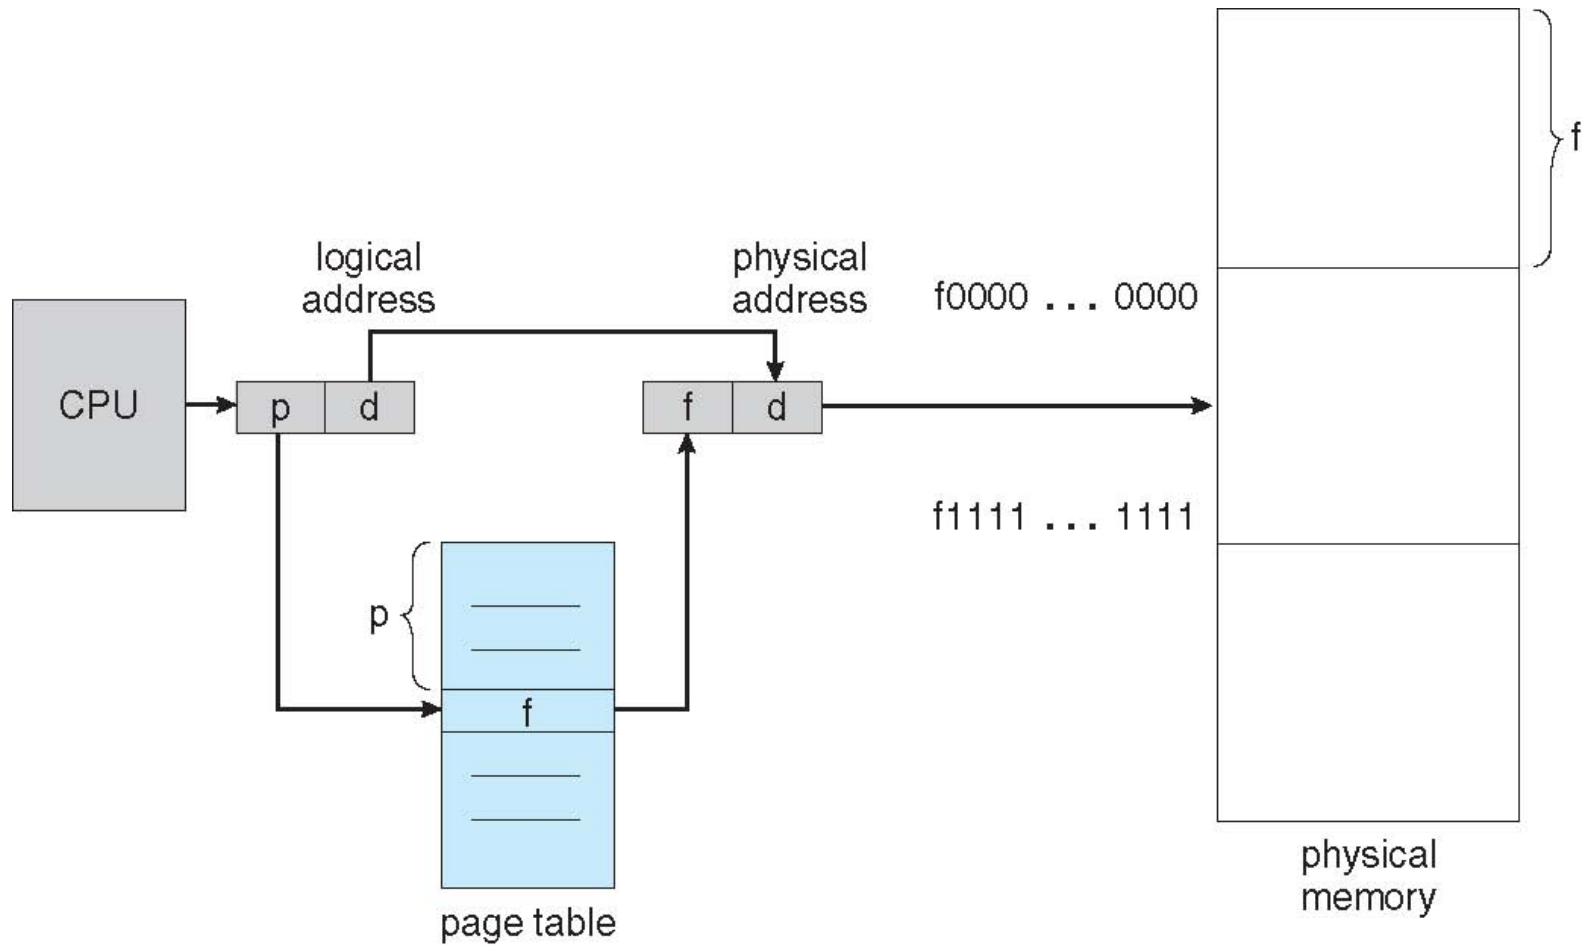 f
logical
address
physical
address
f0000 ... 0000
CPU
p
d
f
d
f1111 ... 1111
p
f
page table
physical
memory